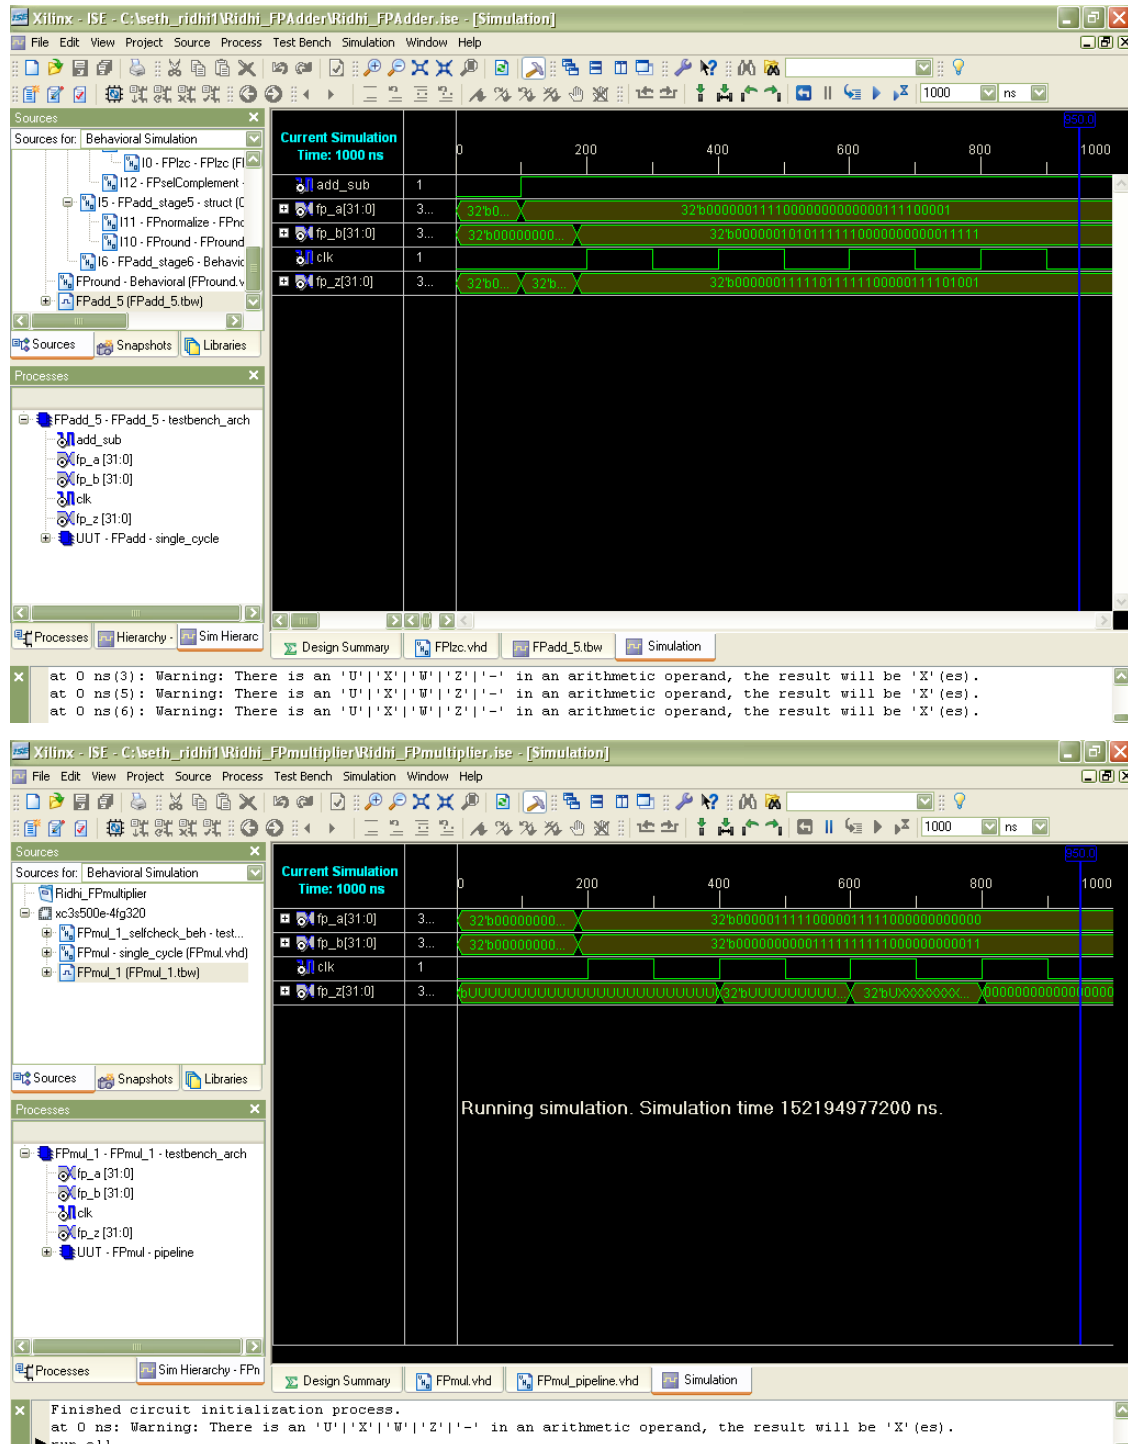 Xilinx - ISE - C:\seth_ridhi1\Ridhi_FPAdder\Ridhi_FPAdder.ise - [Simulation]
File Edit View Project Source Process Test Bench Simulation Window Help
1000 ns
Sources
Sources for: Behavioral Simulation
I0 - FPlzc - FPlzc (Fl
I12 - FPselComplement -
I5 - FPadd_stage5 - struct (C
I11 - FPnormalize - FPnc
I10 - FPRound - FPRound
I6 - FPadd_stage6 - Behavic
FPround - Behavioral (FPround.v
FPadd_5 (FPadd_5.tbw)
Sources Snapshots Libraries
Processes
FPadd_5 - FPadd_5 - testbench_arch
add_sub
fp_a [31:0]
fp_b [31:0]
clk
fp_z [31:0]
UUT - FPadd - single_cycle
Processes Hierarchy - Sim Hierarc
Current Simulation
Time: 1000 ns
950.0
0 200 400 600 800 1000
add_sub 1
fp_a[31:0] 3... 32'b0...
fp_b[31:0] 3... 32'b00000000...
clk 1
fp_z[31:0] 3... 32'b0... 32'b...
Design Summary FPlzc.vhd FPadd_5.tbw Simulation
at 0 ns(3): Warning: There is an 'U'|'X'|'W'|'Z'|'-' in an arithmetic operand, the result will be 'X'(es).
at 0 ns(5): Warning: There is an 'U'|'X'|'W'|'Z'|'-' in an arithmetic operand, the result will be 'X'(es).
at 0 ns(6): Warning: There is an 'U'|'X'|'W'|'Z'|'-' in an arithmetic operand, the result will be 'X'(es).
Xilinx - ISE - C:\seth_ridhi1\Ridhi_FPmultiplier\Ridhi_FPmultiplier.ise - [Simulation]
File Edit View Project Source Process Test Bench Simulation Window Help
1000 ns
Sources
Sources for: Behavioral Simulation
Ridhi_FPmultiplier
xc3s500e-4fg320
FPmul_1_selfcheck_beh - test...
FPmul - single_cycle (FPmul.vhd)
FPmul_1 (FPmul_1.tbw)
Sources Snapshots Libraries
Processes
FPmul_1 - FPmul_1 - testbench_arch
fp_a [31:0]
fp_b [31:0]
clk
fp_z [31:0]
UUT - FPmul - pipeline
Processes Sim Hierarchy - FPn
Current Simulation
Time: 1000 ns
950.0
0 200 400 600 800 1000
fp_a[31:0] 3... 32'b00000000...
fp_b[31:0] 3... 32'b00000000...
clk 1
fp_z[31:0] 3...
Running simulation. Simulation time 152194977200 ns.
Design Summary FPmul.vhd FPmul_pipeline.vhd Simulation
Finished circuit initialization process.
at 0 ns: Warning: There is an 'U'|'X'|'W'|'Z'|'-' in an arithmetic operand, the result will be 'X'(es).